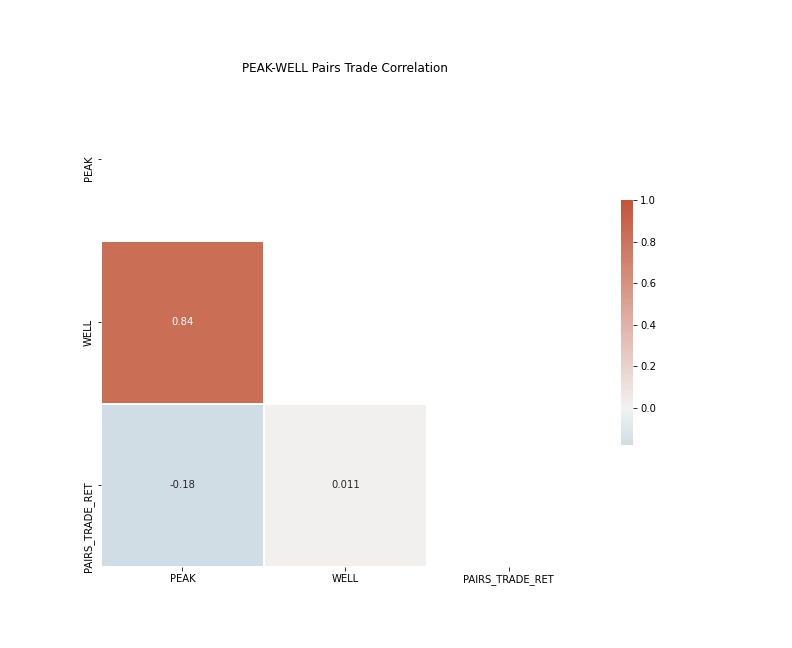 PEAK-WELL Pairs Trade Correlation
PEAK
WELL
PAIRS_TRADE_RET
0.84
-0.18
0.011
PEAK
WELL
PAIRS_TRADE_RET
1.0
0.8
0.6
0.4
0.2
0.0